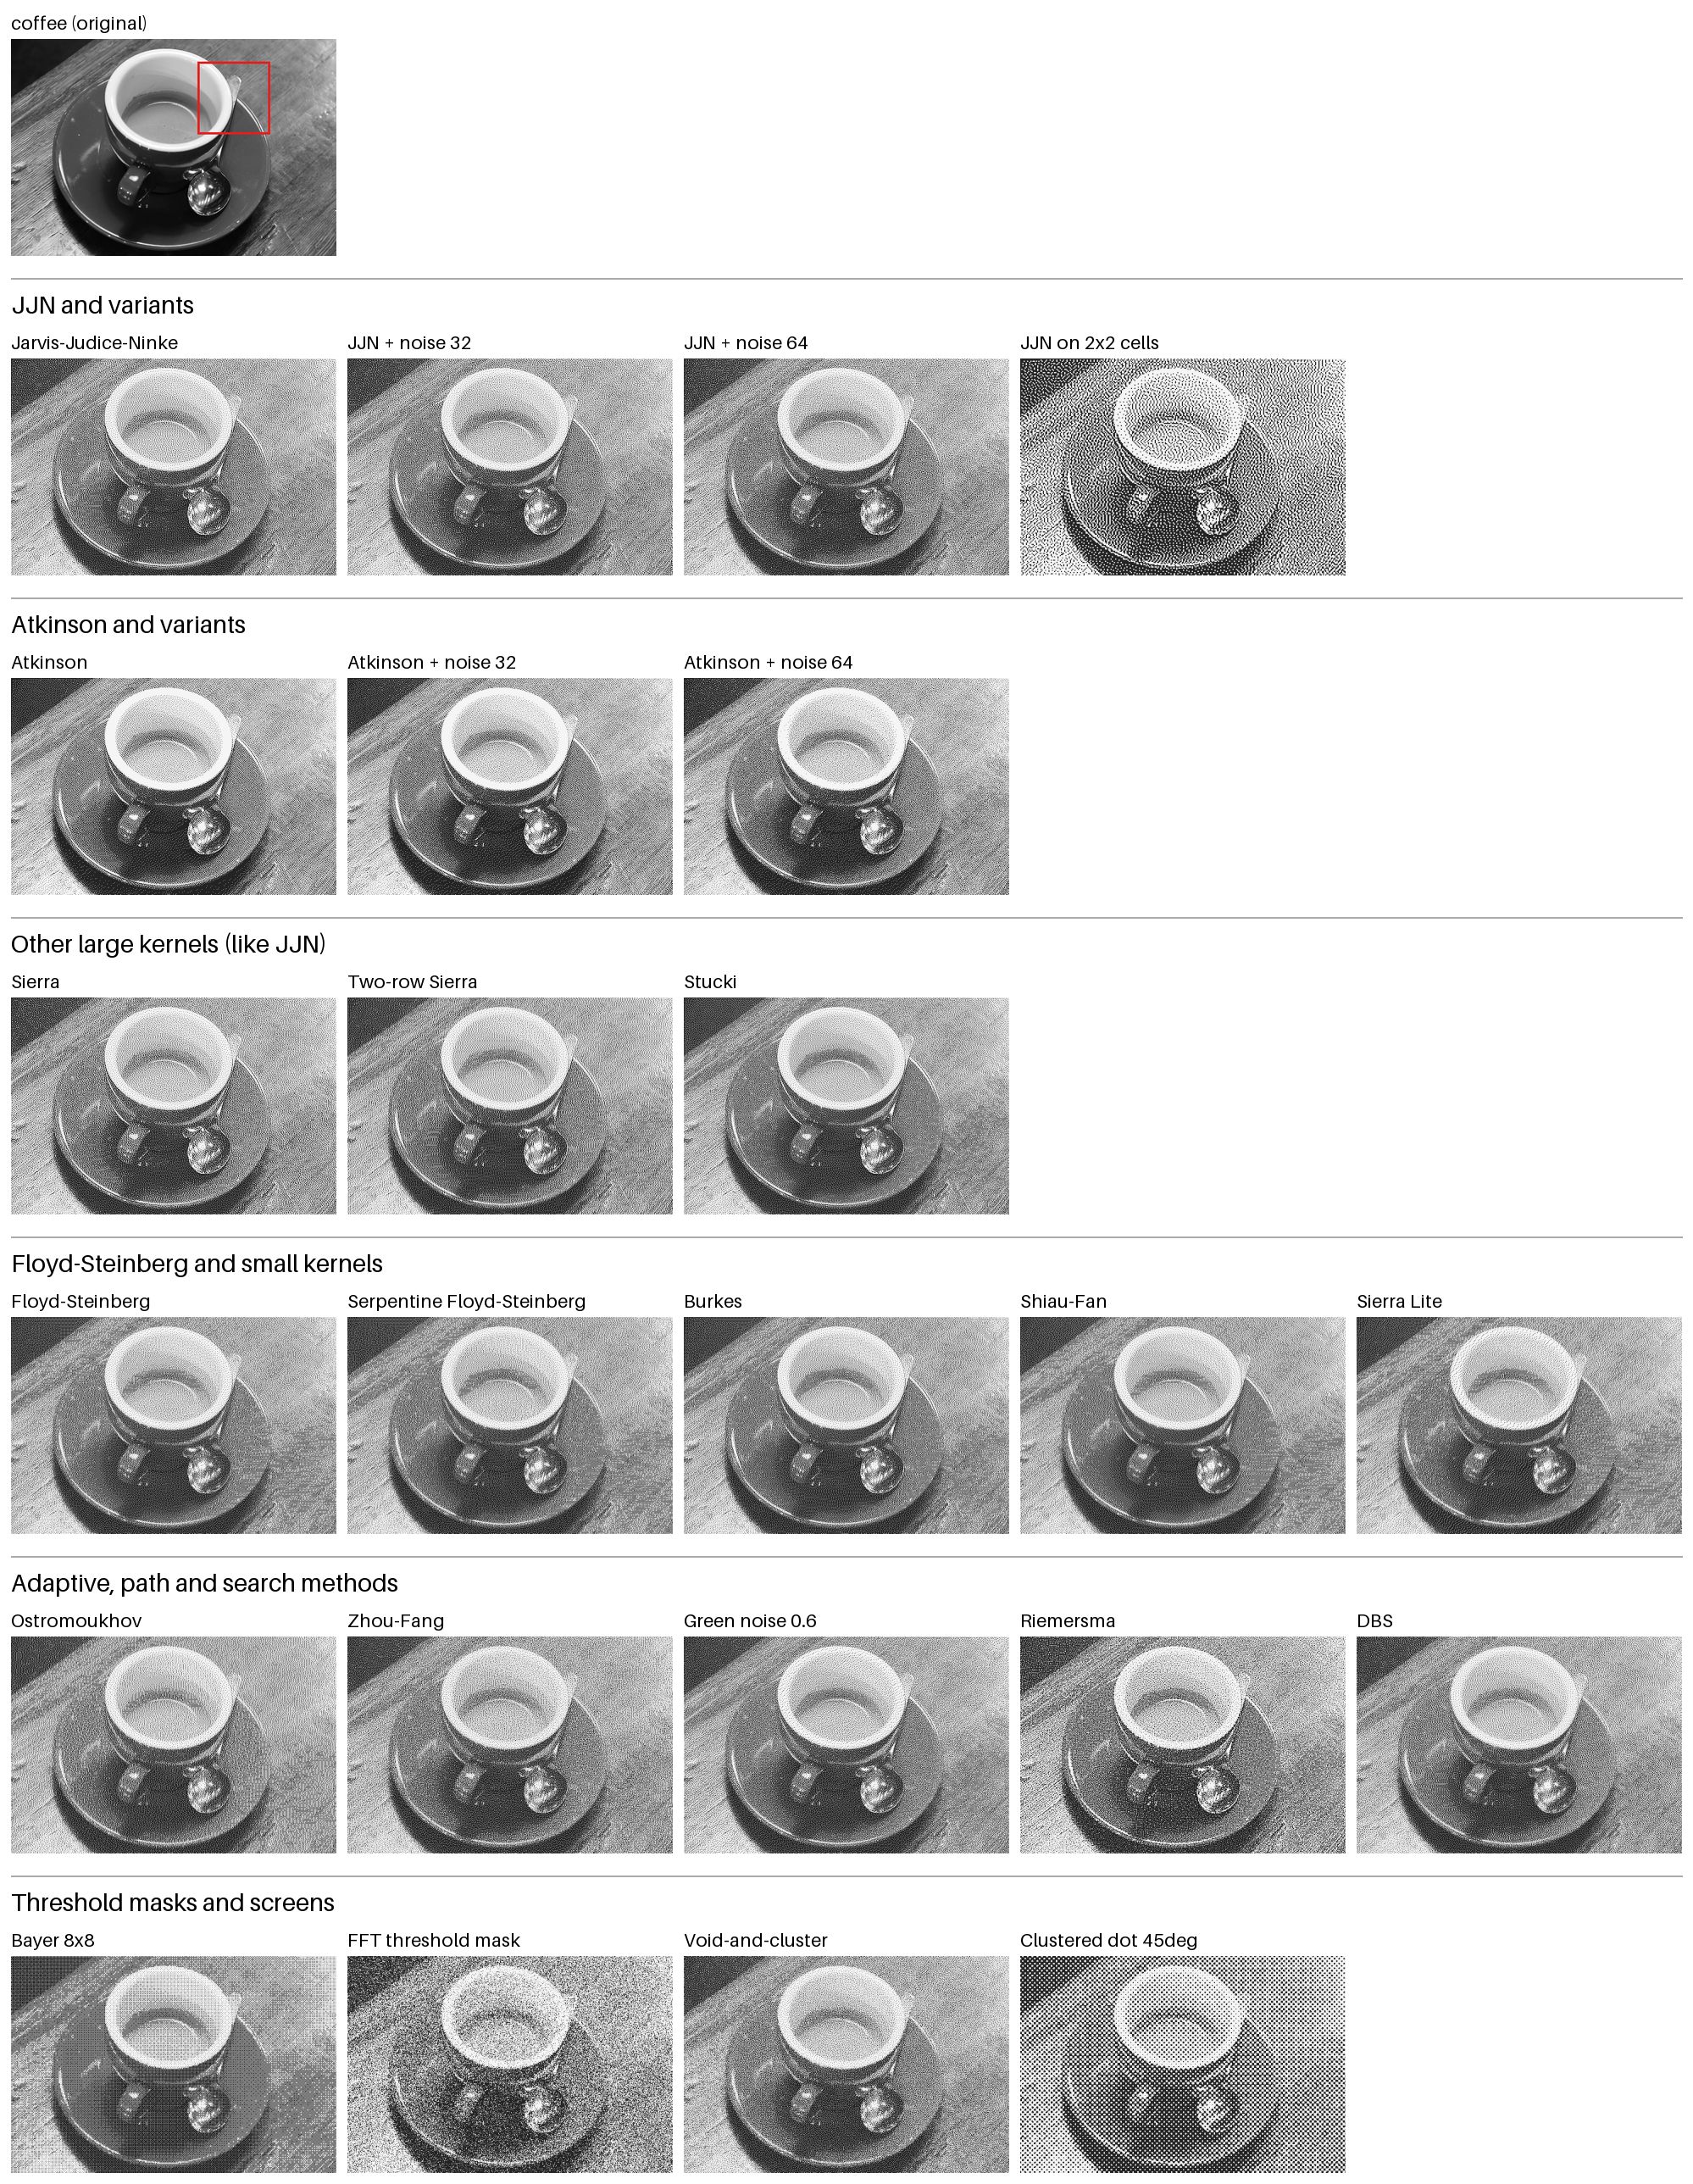 coffee (original)
JJN and variants
Jarvis-Judice-Ninke
JJN + noise 32
JJN + noise 64
JJN on 2x2 cells
Atkinson and variants
Atkinson
Atkinson + noise 32
Atkinson + noise 64
Other large kernels (like JJN)
Sierra
Two-row Sierra
Stucki
Floyd-Steinberg and small kernels
Floyd-Steinberg
Serpentine Floyd-Steinberg
Burkes
Shiau-Fan
Sierra Lite
Adaptive, path and search methods
Ostromoukhov
Zhou-Fang
Green noise 0.6
Riemersma
DBS
Threshold masks and screens
Bayer 8x8
FFT threshold mask
Void-and-cluster
Clustered dot 45deg